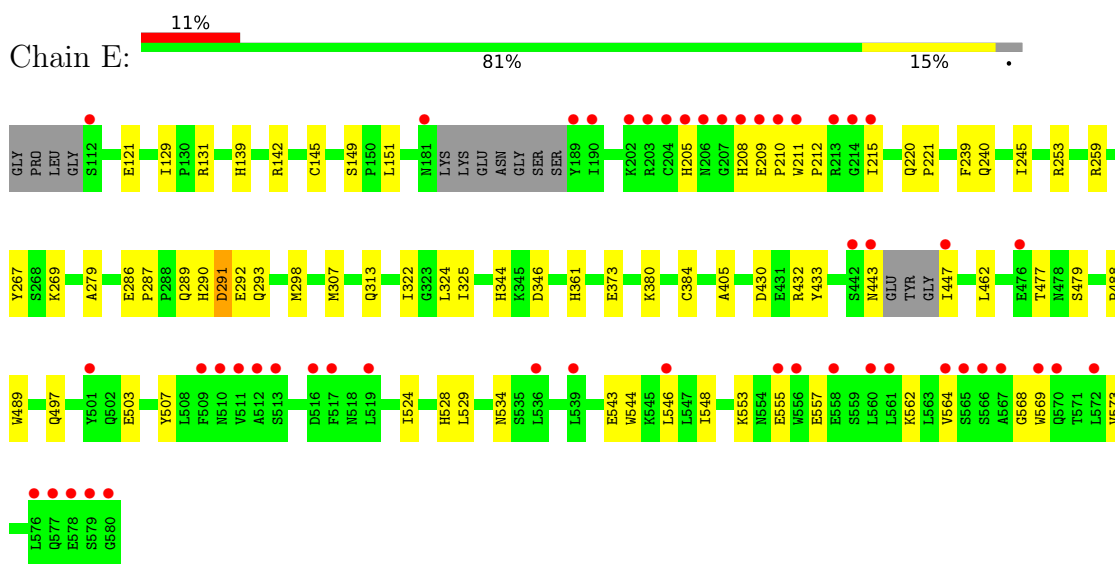 11%
Chain E:
81% 15% •
GLY PRO LEU GLY S112 E121 I129 P130 R131 H139 R142 C145 S149 P150 L151 N181 LYS LYS GLU ASN GLY SER SER Y189 I190 K202 R203 C204 H205 N206 G207 H208 E209 P210 W211 P212 R213 G214 I215 Q220 P221 F239 Q240 I245 R253 R259
Y267 S268 K269 A279 E286 P287 P288 Q289 H290 D291 E292 Q293 M298 M307 Q313 I322 G323 L324 I325 H344 K345 D346 H361 E373 K380 C384 A405 D430 E431 R432 Y433 S442 N443 GLU TYR GLY I447 L462 E476 T477 N478 S479
W489 Q497 Y501 Q502 E503 Y507 L508 F509 N510 V511 A512 S513 D516 F517 N518 L519 I524 H528 L529 N534 S535 L536 L539 E543 W544 K545 L546 L547 I548 K553 N554 E555 W556 E557 E558 S559 L560 L561 K562 L563 V564 S565 S566 A567 G568 W569 Q570 T571 L572
L576 Q577 E578 S579 G580